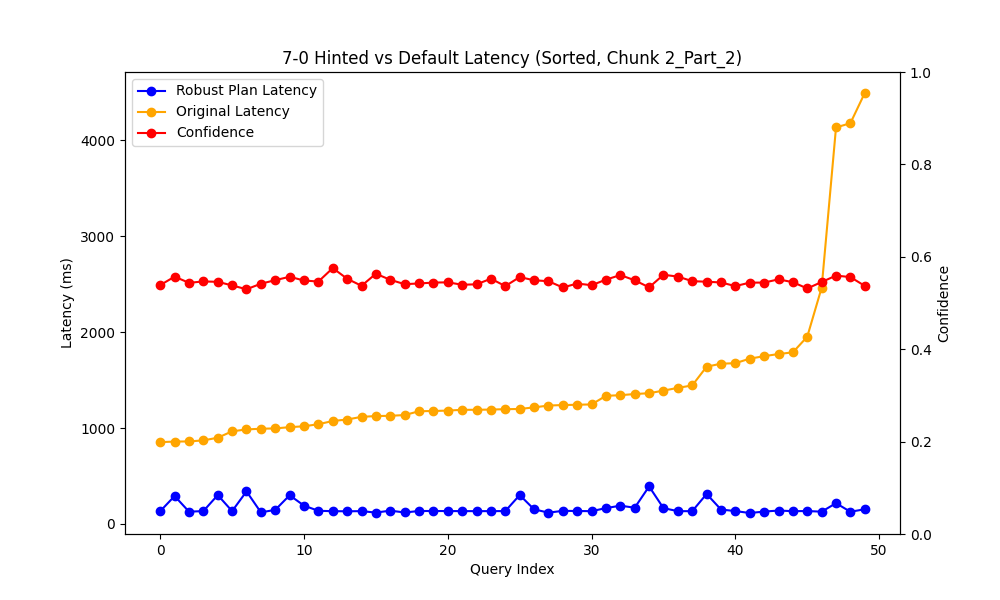 7-0 Hinted vs Default Latency (Sorted, Chunk 2_Part_2)
Robust Plan Latency
Original Latency
Confidence
Latency (ms)
4000
3000
2000
1000
0
1.0
0.8
0.6
0.4
0.2
0.0
Confidence
0 10 20 30 40 50
Query Index